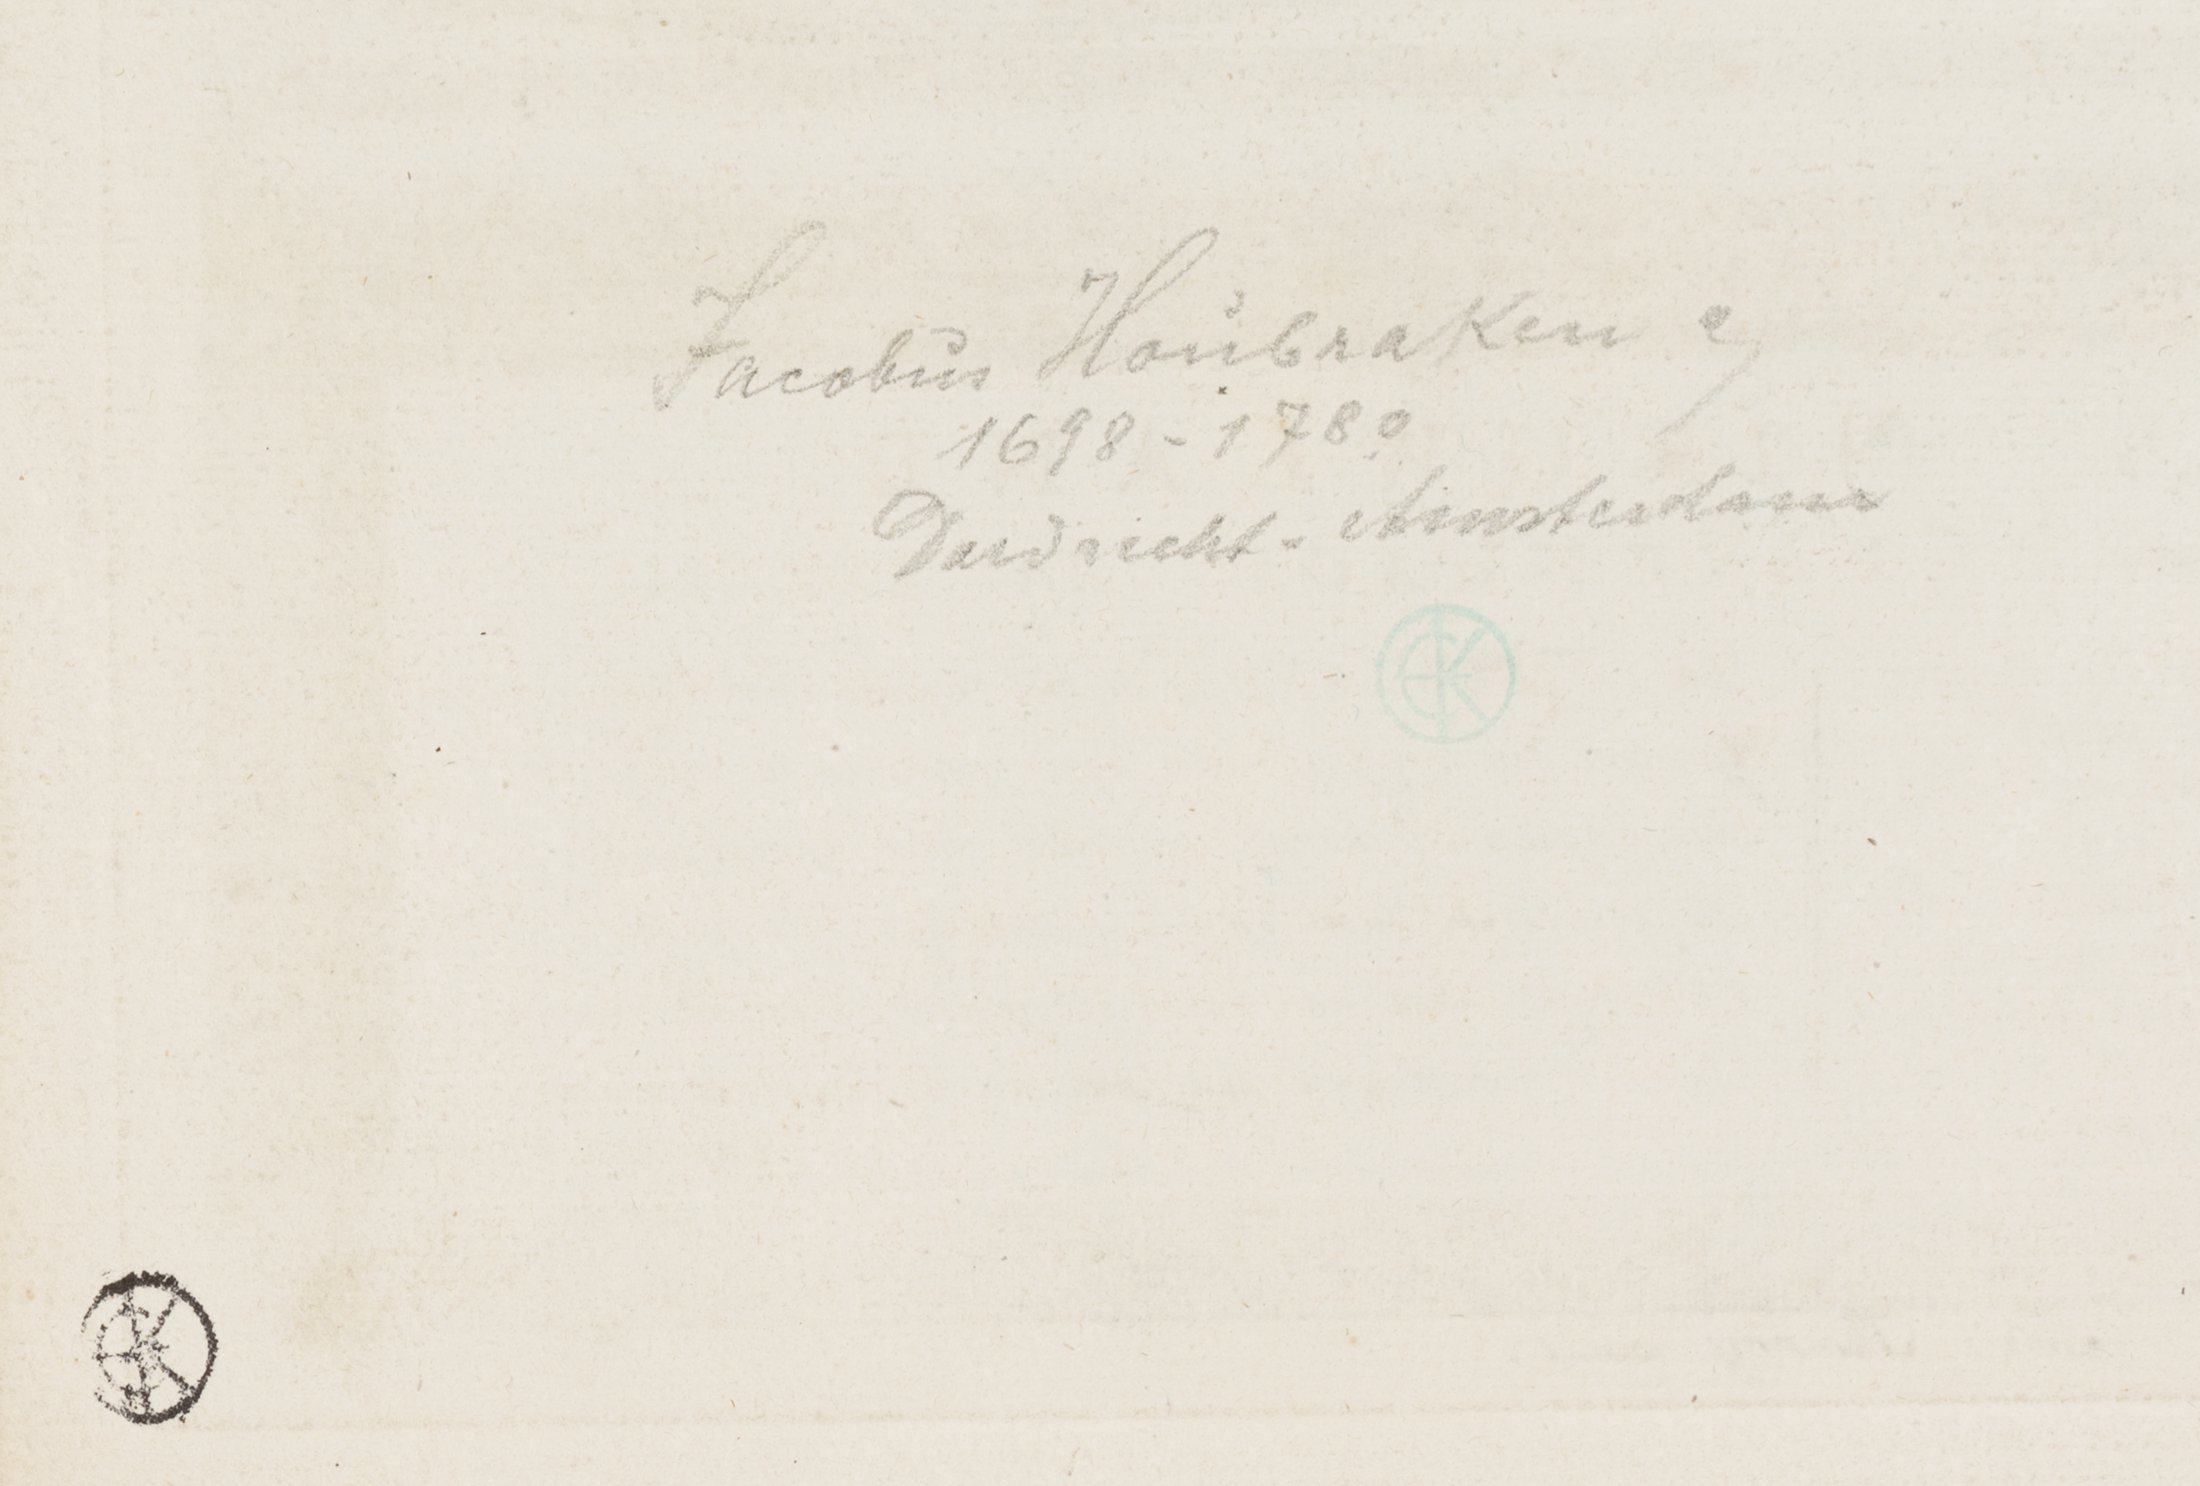 Jacobus Houbraken
1698 - 1780
Dordrecht - Amsterdam